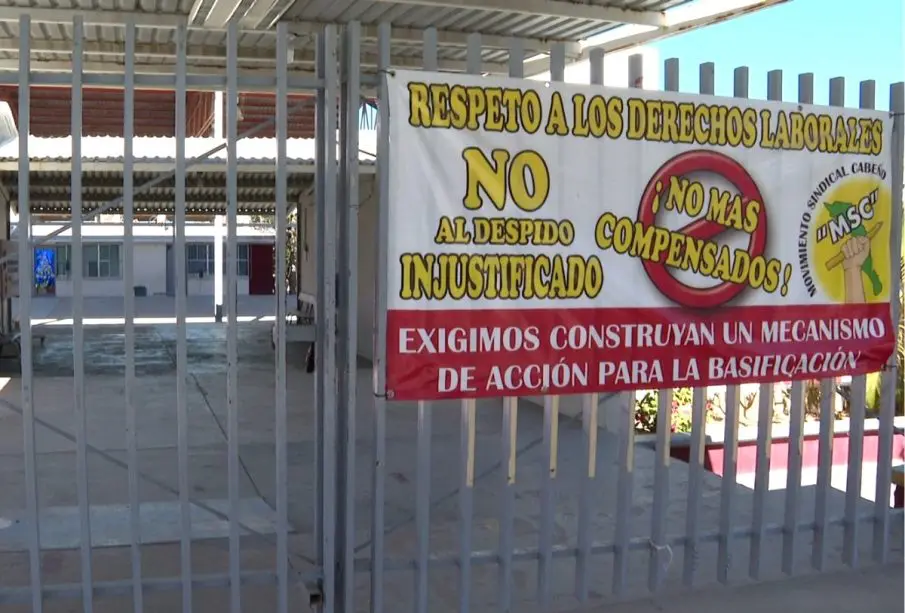 RESPETO A LOS DERECHOS LABORALES
NO
AL DESPIDO
INJUSTIFICADO
¡NO MAS
COMPENSADOS!
MOVIMIENTO SINDICAL CABEÑO
"MSC"
EXIGIMOS CONSTRUYAN UN MECANISMO
DE ACCIÓN PARA LA BASIFICACIÓN